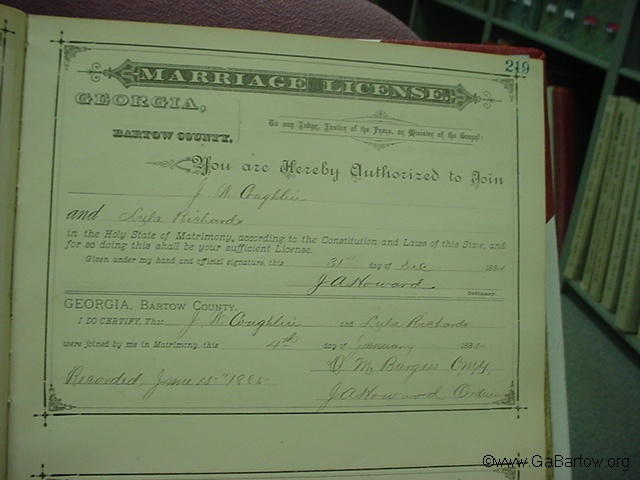 219
MARRIAGE LICENSE.
GEORGIA,
BARTOW COUNTY.
To any Judge, Justice of the Peace, or Minister of the Gospel:
You are Hereby Authorized to Join
J. W. Coughlin
and Lula Richards
in the Holy State of Matrimony, according to the Constitution and Laws of this State, and
for so doing this shall be your sufficient License.
Given under my hand and official signature, this 31st day of Dec 188
J A Howard Ordinary.
GEORGIA, BARTOW COUNTY.
I DO CERTIFY, That J. W. Coughlin and Lula Richards
were joined by me in Matrimony, this 4th day of January 188
M Burgess
Recorded, June 15th 1885
J A Howard Ordinary
©www.GaBartow.org